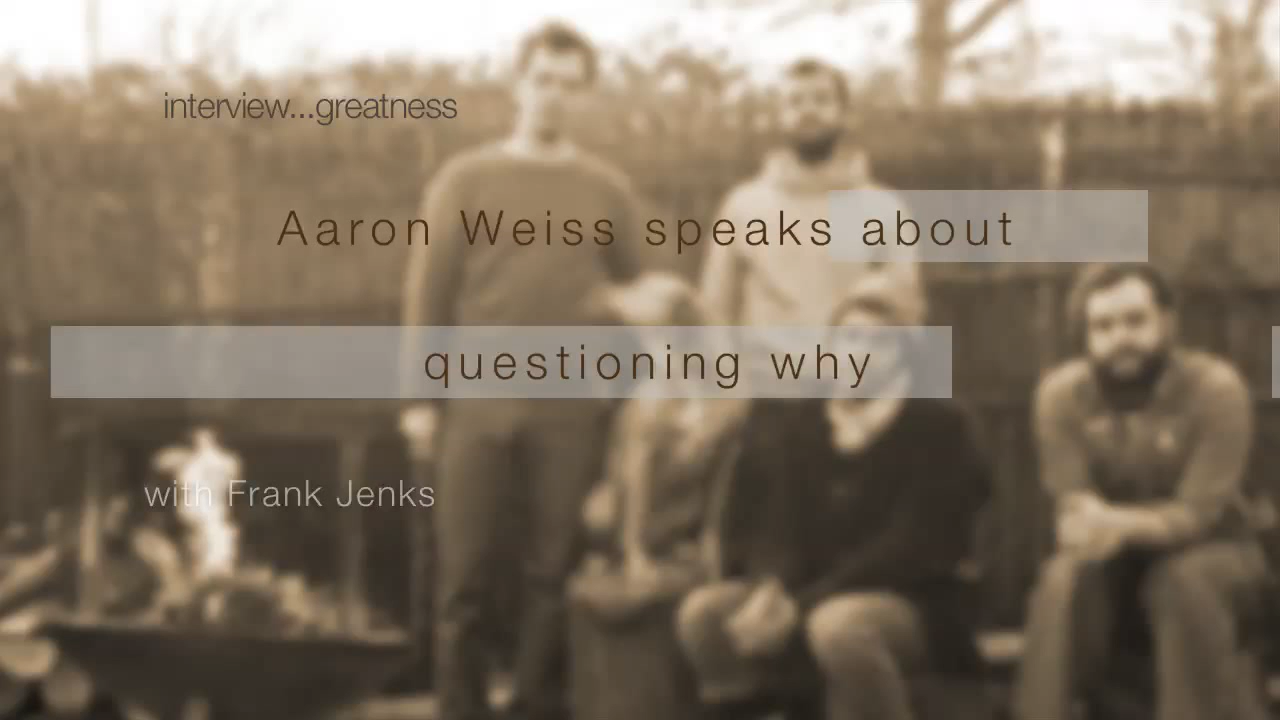 interview...greatness
Aaron Weiss speaks about
questioning why
with Frank Jenks